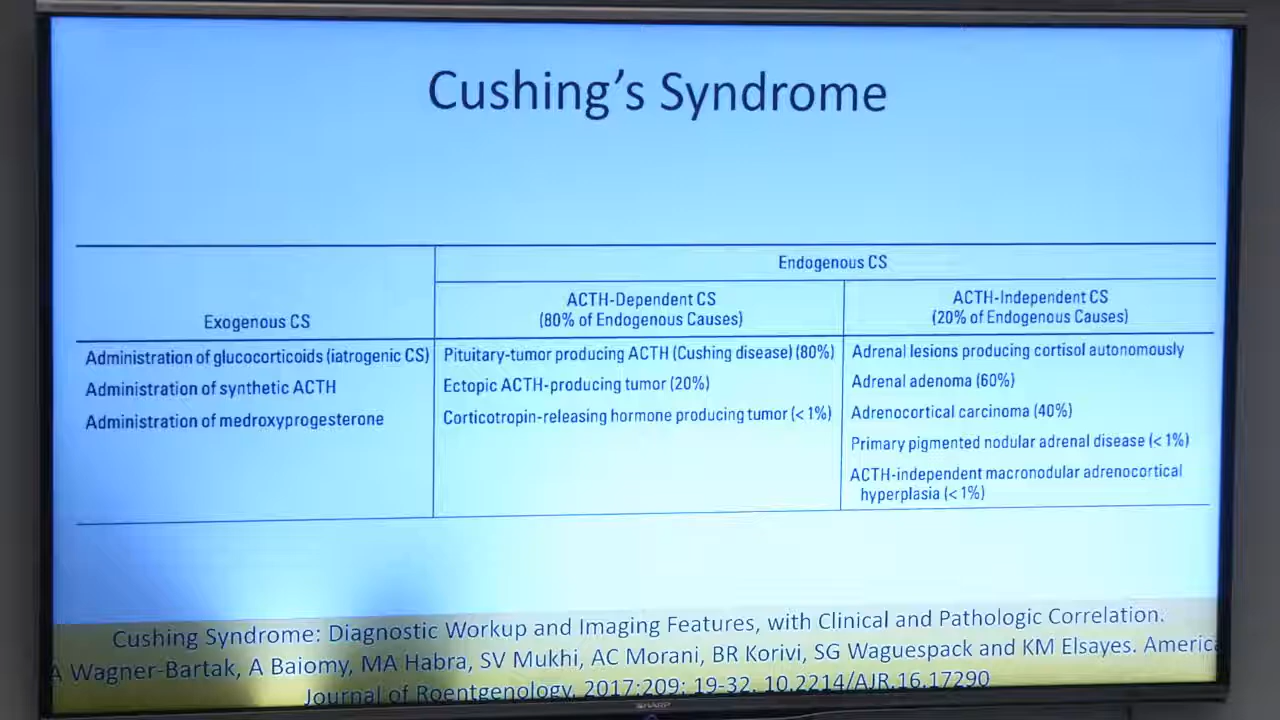 Cushing's Syndrome
Endogenous CS
Exogenous CS
ACTH-Dependent CS
(80% of Endogenous Causes)
ACTH-Independent CS
(20% of Endogenous Causes)
Administration of glucocorticoids (iatrogenic CS)
Administration of synthetic ACTH
Administration of medroxyprogesterone
Pituitary-tumor producing ACTH (Cushing disease) (80%)
Ectopic ACTH-producing tumor (20%)
Corticotropin-releasing hormone producing tumor (< 1%)
Adrenal lesions producing cortisol autonomously
Adrenal adenoma (60%)
Adrenocortical carcinoma (40%)
Primary pigmented nodular adrenal disease (< 1%)
ACTH-independent macronodular adrenocortical
hyperplasia (< 1%)
Cushing Syndrome: Diagnostic Workup and Imaging Features, with Clinical and Pathologic Correlation.
A Wagner-Bartak, A Baiomy, MA Habra, SV Mukhi, AC Morani, BR Korivi, SG Waguespack and KM Elsayes. America
Journal of Roentgenology. 2017;209: 19-32. 10.2214/AJR.16.17290
SHARP